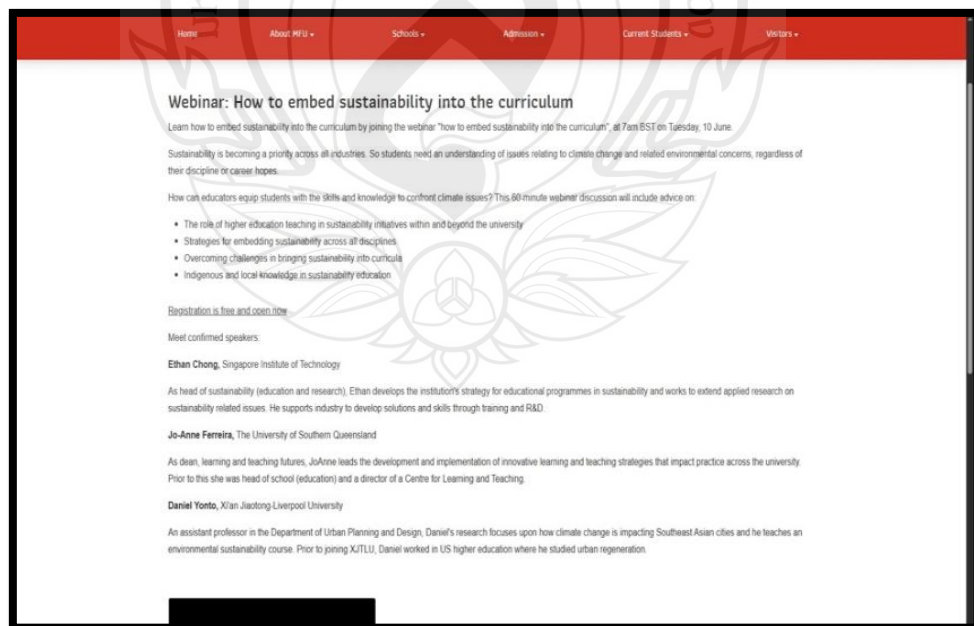 Home About MFU Schools Admission Current Students Visitors
Webinar: How to embed sustainability into the curriculum
Learn how to embed sustainability into the curriculum by joining the webinar "how to embed sustainability into the curriculum", at 7am BST on Tuesday, 10 June.
Sustainability is becoming a priority across all industries. So students need an understanding of issues relating to climate change and related environmental concerns, regardless of
their discipline or career hopes.
How can educators equip students with the skills and knowledge to confront climate issues? This 60-minute webinar discussion will include advice on:
• The role of higher education teaching in sustainability initiatives within and beyond the university
• Strategies for embedding sustainability across all disciplines
• Overcoming challenges in bringing sustainability into curricula
• Indigenous and local knowledge in sustainability education
Registration is free and open now
Meet confirmed speakers:
Ethan Chong, Singapore Institute of Technology
As head of sustainability (education and research), Ethan develops the institution's strategy for educational programmes in sustainability and works to extend applied research on
sustainability related issues. He supports industry to develop solutions and skills through training and R&D.
Jo-Anne Ferreira, The University of Southern Queensland
As dean, learning and teaching futures, JoAnne leads the development and implementation of innovative learning and teaching strategies that impact practice across the university.
Prior to this she was head of school (education) and a director of a Centre for Learning and Teaching.
Daniel Yonto, Xi'an Jiaotong-Liverpool University
An assistant professor in the Department of Urban Planning and Design, Daniel's research focuses upon how climate change is impacting Southeast Asian cities and he teaches an
environmental sustainability course. Prior to joining XJTLU, Daniel worked in US higher education where he studied urban regeneration.